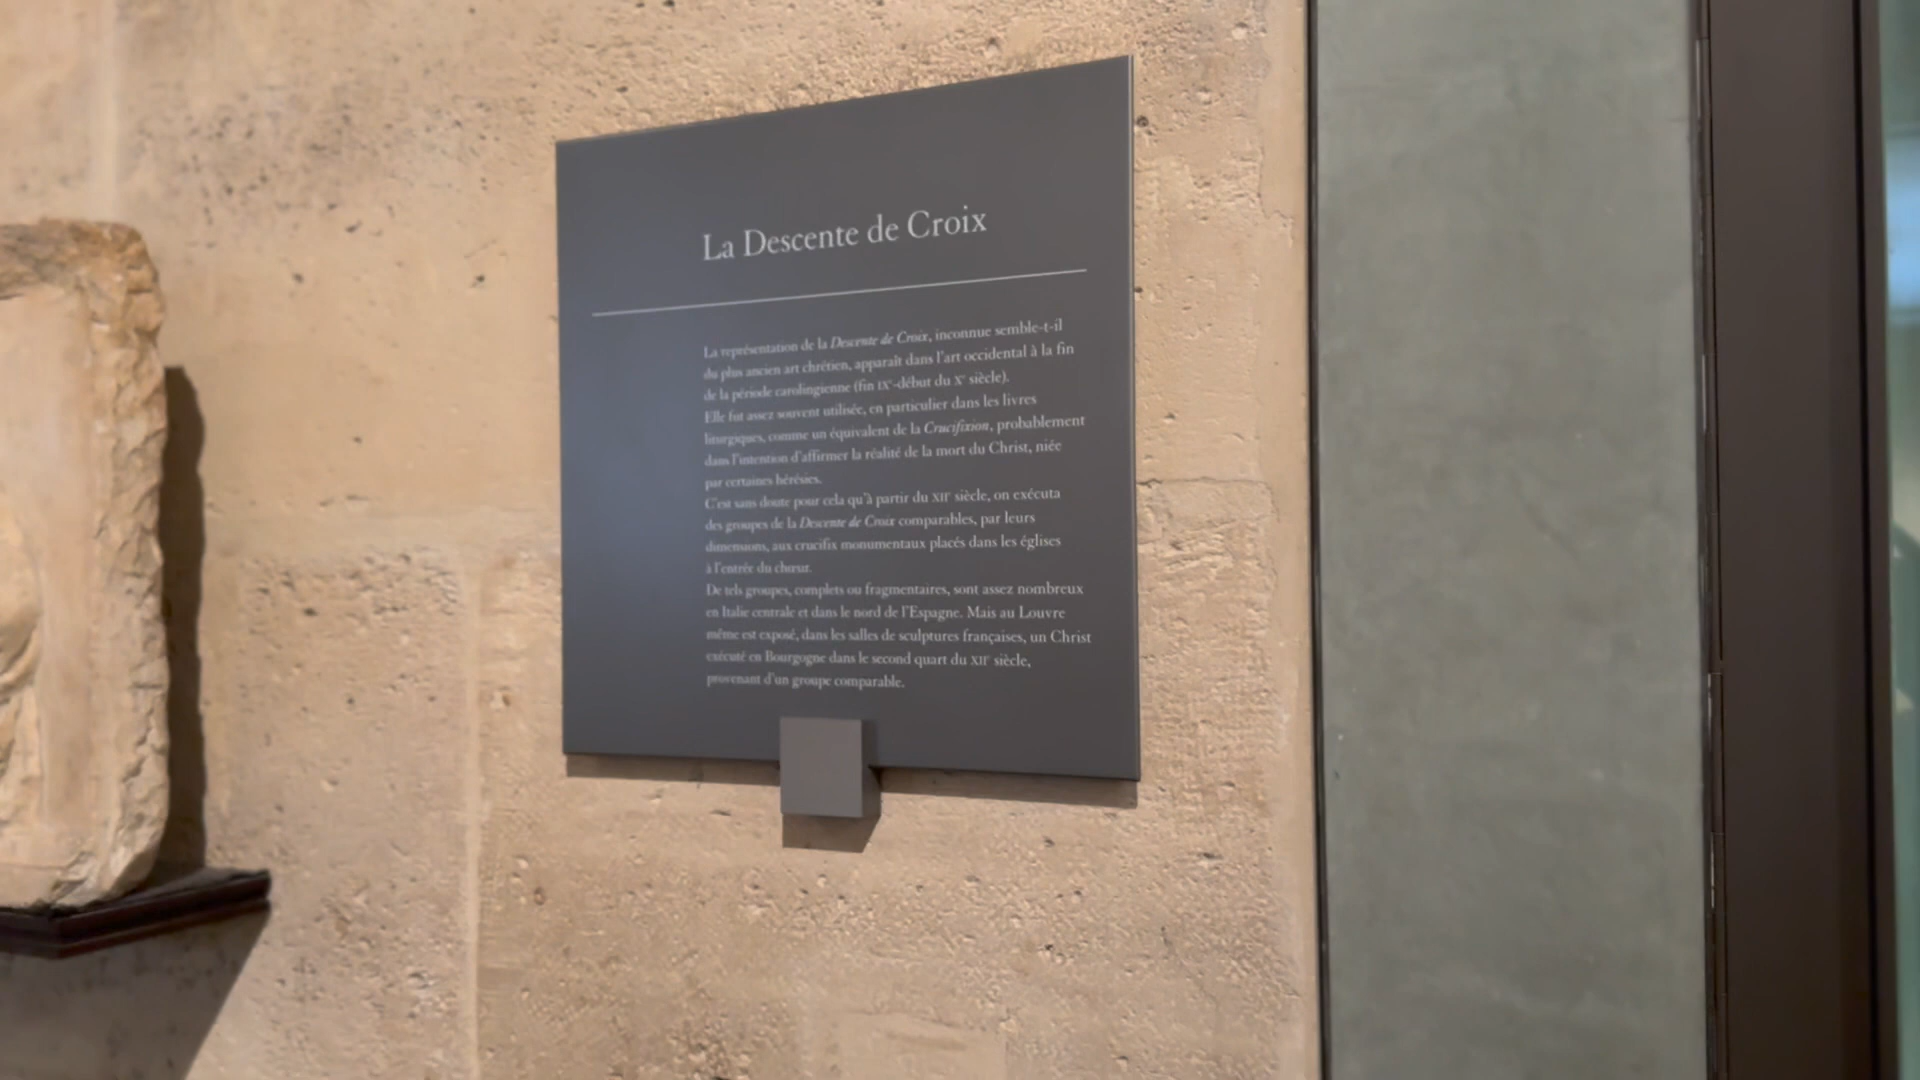 La Descente de Croix
La représentation de la Descente de Croix, inconnue semble-t-il
du plus ancien art chrétien, apparaît dans l'art occidental à la fin
de la période carolingienne (fin IXe-début du Xe siècle).
Elle fut assez souvent utilisée, en particulier dans les livres
liturgiques, comme un équivalent de la Crucifixion, probablement
dans l'intention d'affirmer la réalité de la mort du Christ, niée
par certaines hérésies.
C'est sans doute pour cela qu'à partir du XIIe siècle, on exécuta
des groupes de la Descente de Croix comparables, par leurs
dimensions, aux crucifix monumentaux placés dans les églises
à l'entrée du chœur.
De tels groupes, complets ou fragmentaires, sont assez nombreux
en Italie centrale et dans le nord de l'Espagne. Mais au Louvre
même est exposé, dans les salles de sculptures françaises, un Christ
exécuté en Bourgogne dans le second quart du XIIe siècle,
provenant d'un groupe comparable.